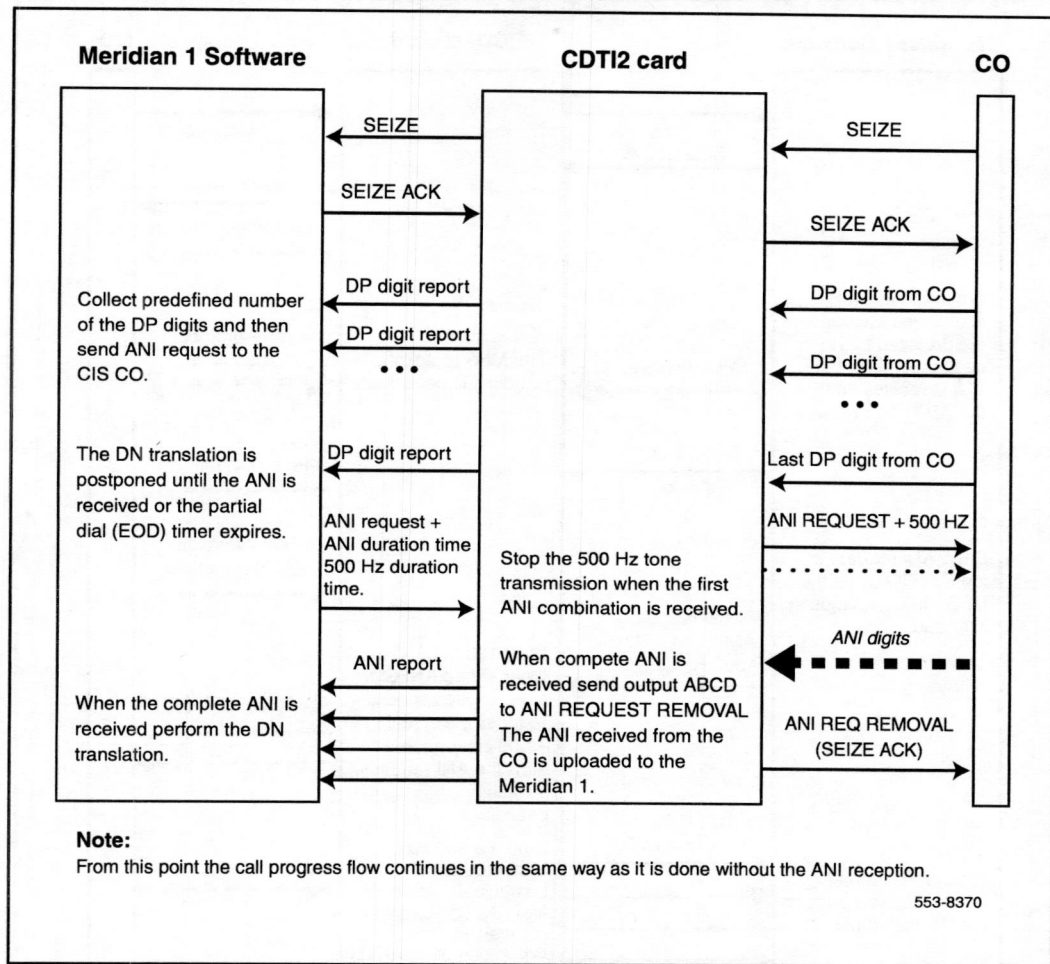 Meridian 1 Software
CDTI2 card
CO
SEIZE
SEIZE
SEIZE ACK
SEIZE ACK
DP digit report
DP digit from CO
Collect predefined number
of the DP digits and then
send ANI request to the
CIS CO.
DP digit report
DP digit from CO
•••
•••
The DN translation is
postponed until the ANI is
received or the partial
dial (EOD) timer expires.
DP digit report
Last DP digit from CO
ANI request +
ANI duration time
500 Hz duration
time.
ANI REQUEST + 500 HZ
Stop the 500 Hz tone
transmission when the first
ANI combination is received.
ANI digits
ANI report
When compete ANI is
received send output ABCD
to ANI REQUEST REMOVAL
The ANI received from the
CO is uploaded to the
Meridian 1.
When the complete ANI is
received perform the DN
translation.
ANI REQ REMOVAL
(SEIZE ACK)
Note:
From this point the call progress flow continues in the same way as it is done without the ANI reception.
553-8370